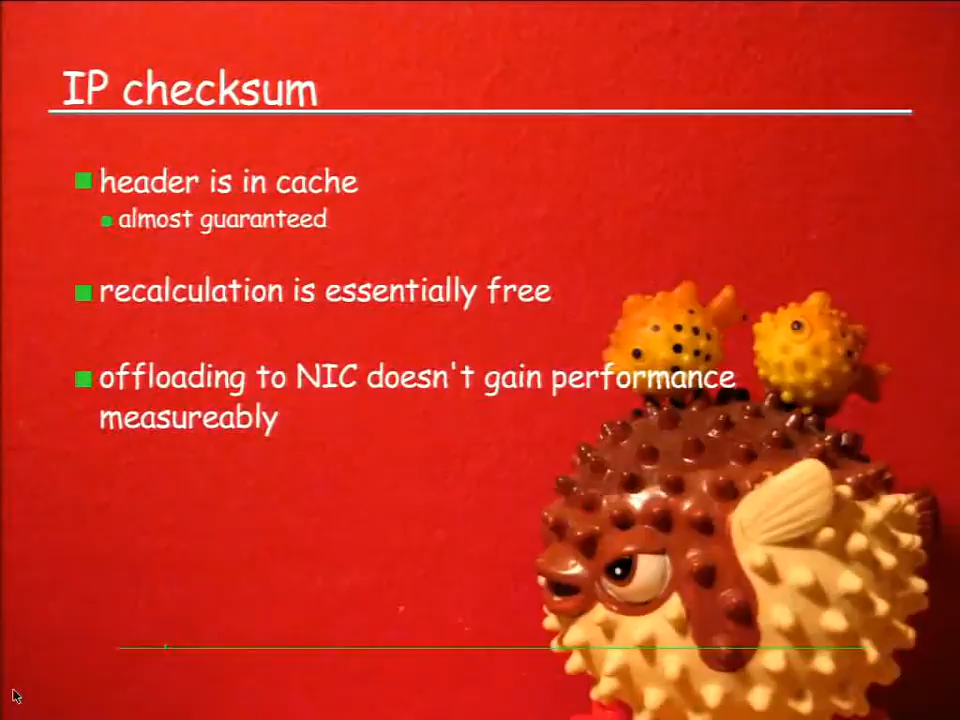 IP checksum
header is in cache
almost guaranteed
recalculation is essentially free
offloading to NIC doesn't gain performance
measureably